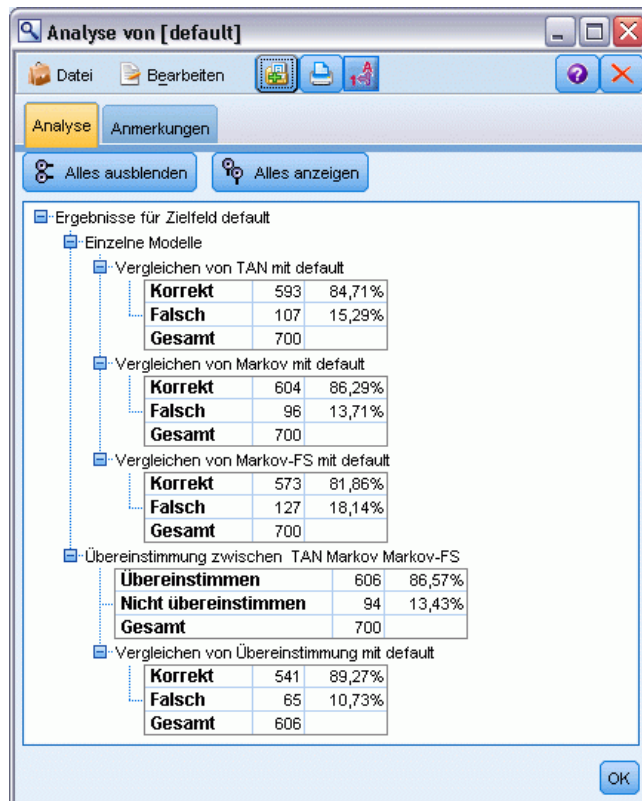 Analyse von [default]
Datei Bearbeiten
Analyse Anmerkungen
Alles ausblenden Alles anzeigen
Ergebnisse für Zielfeld default
Einzelne Modelle
Vergleichen von TAN mit default
Korrekt 593 84,71%
Falsch 107 15,29%
Gesamt 700
Vergleichen von Markov mit default
Korrekt 604 86,29%
Falsch 96 13,71%
Gesamt 700
Vergleichen von Markov-FS mit default
Korrekt 573 81,86%
Falsch 127 18,14%
Gesamt 700
Übereinstimmung zwischen TAN Markov Markov-FS
Übereinstimmen 606 86,57%
Nicht übereinstimmen 94 13,43%
Gesamt 700
Vergleichen von Übereinstimmung mit default
Korrekt 541 89,27%
Falsch 65 10,73%
Gesamt 606
OK